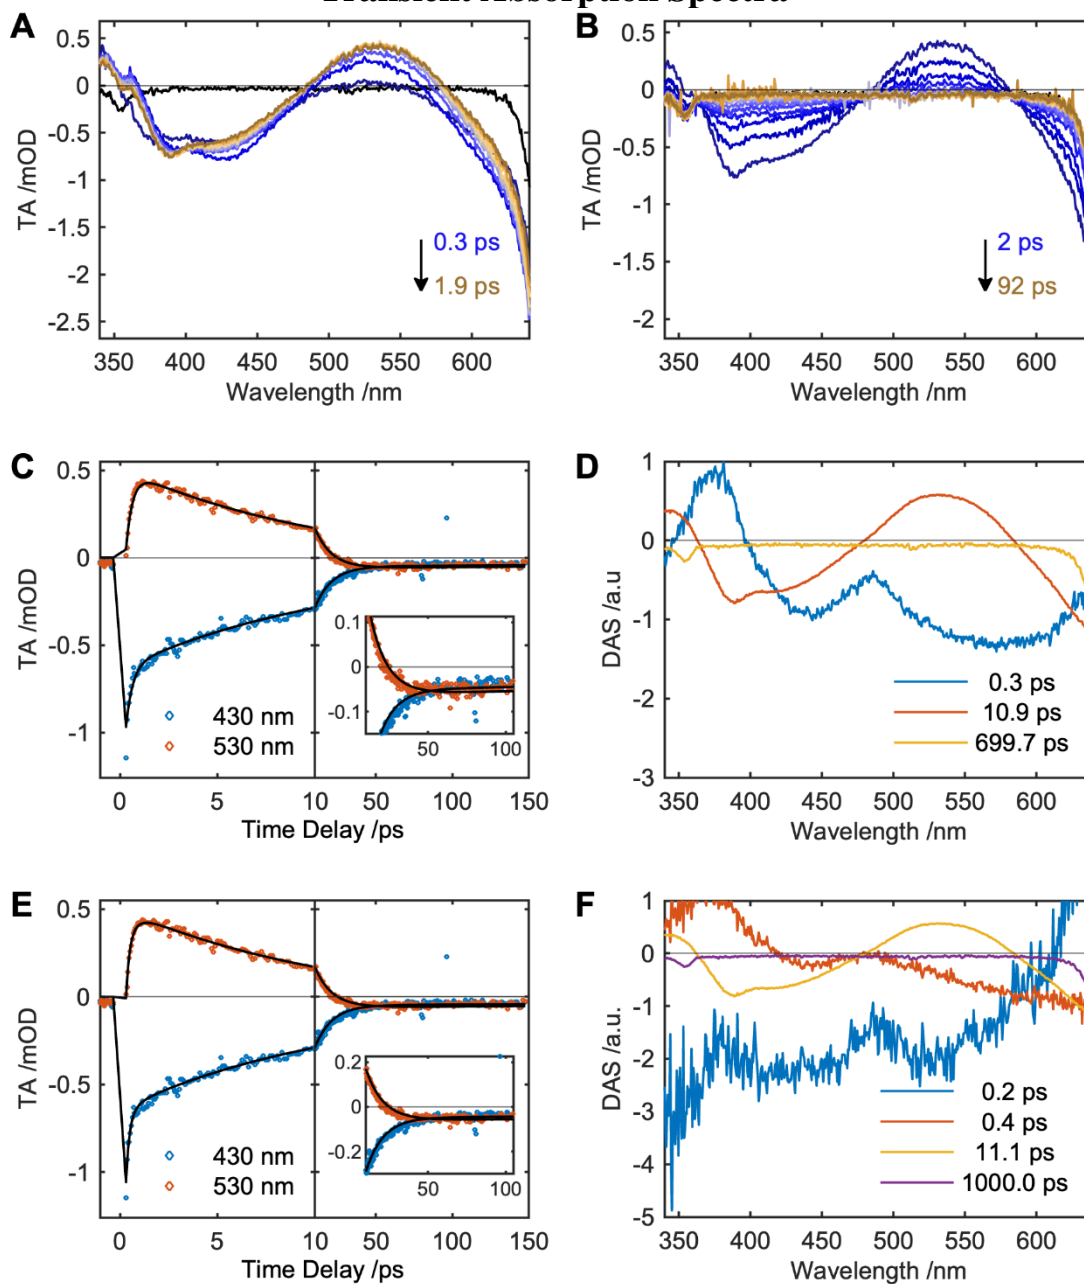 Transient Absorption Spectra
A
B
0.5
0
-0.5
-1
-1.5
-2
-2.5
TA /mOD
0.3 ps
1.9 ps
350 400 450 500 550 600
Wavelength /nm
0.5
0
-0.5
-1
-1.5
-2
TA /mOD
2 ps
92 ps
350 400 450 500 550 600
Wavelength /nm
C
D
0.5
0
-0.5
-1
TA /mOD
0.1
0
-0.1
50 100
430 nm
530 nm
0 5 10 50 100 150
Time Delay /ps
1
0
-1
-2
-3
DAS /a.u
0.3 ps
10.9 ps
699.7 ps
350 400 450 500 550 600
Wavelength /nm
E
F
0.5
0
-0.5
-1
TA /mOD
0.2
0
-0.2
50 100
430 nm
530 nm
0 5 10 50 100 150
Time Delay /ps
1
0
-1
-2
-3
-4
-5
DAS /a.u.
0.2 ps
0.4 ps
11.1 ps
1000.0 ps
350 400 450 500 550 600
Wavelength /nm